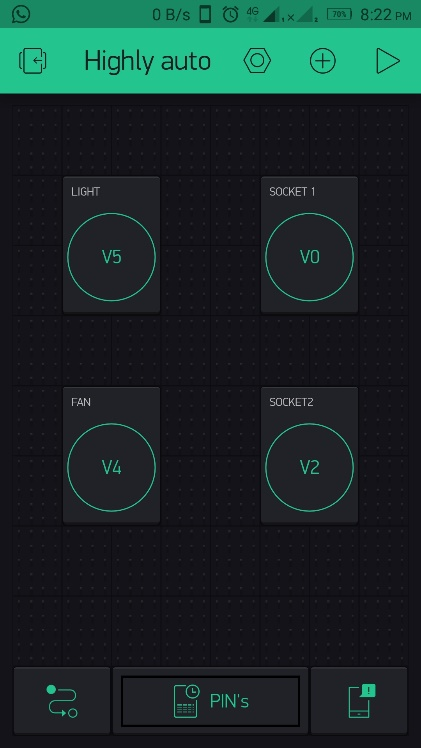 0 B/s 4G 78% 8:22 PM
Highly auto
LIGHT
SOCKET 1
V5
V0
FAN
SOCKET2
V4
V2
PIN's